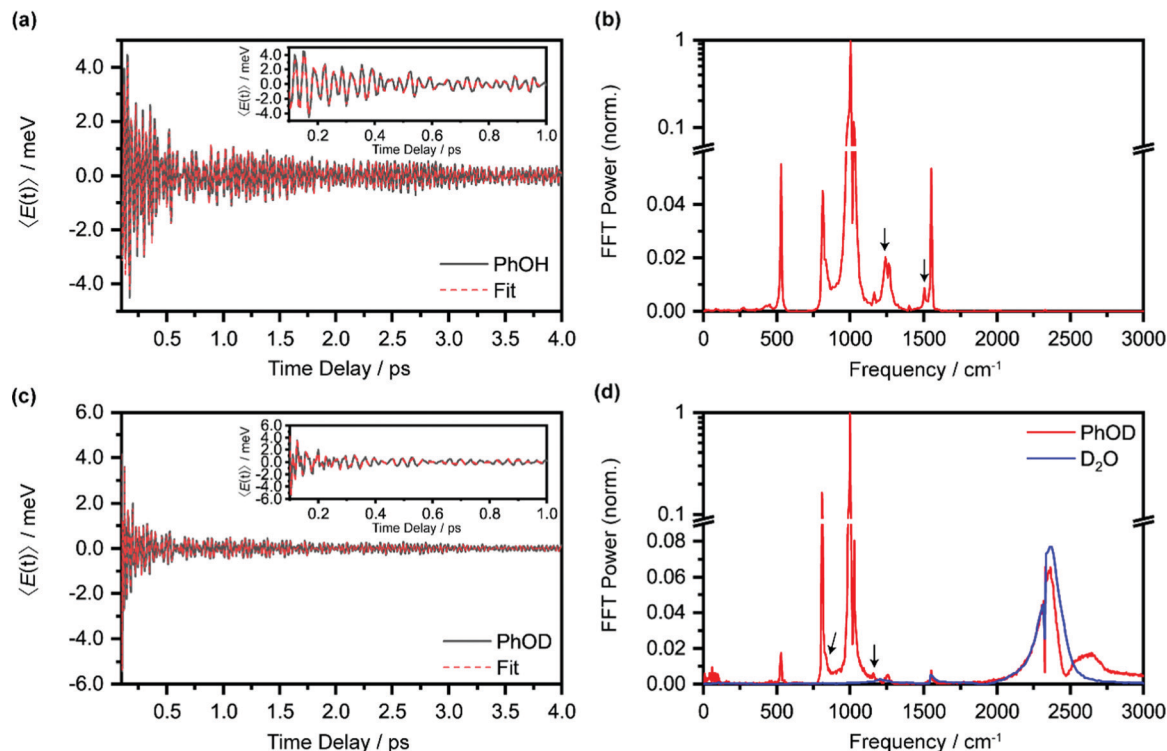 (a)
⟨E(t)⟩ / meV
4.0
2.0
0.0
-2.0
-4.0
0.5 1.0 1.5 2.0 2.5 3.0 3.5 4.0
Time Delay / ps
PhOH
Fit
⟨E(t)⟩ / meV
4.0
2.0
0.0
-2.0
-4.0
0.2 0.4 0.6 0.8 1.0
Time Delay / ps
(b)
FFT Power (norm.)
1
0.1
0.04
0.02
0.00
0 500 1000 1500 2000 2500 3000
Frequency / cm⁻¹
(c)
⟨E(t)⟩ / meV
6.0
4.0
2.0
0.0
-2.0
-4.0
-6.0
0.5 1.0 1.5 2.0 2.5 3.0 3.5 4.0
Time Delay / ps
PhOD
Fit
⟨E(t)⟩ / meV
6.0
4.0
2.0
0.0
-2.0
-4.0
-6.0
0.2 0.4 0.6 0.8 1.0
Time Delay / ps
(d)
FFT Power (norm.)
1
0.1
0.08
0.06
0.04
0.02
0.00
0 500 1000 1500 2000 2500 3000
Frequency / cm⁻¹
PhOD
D₂O